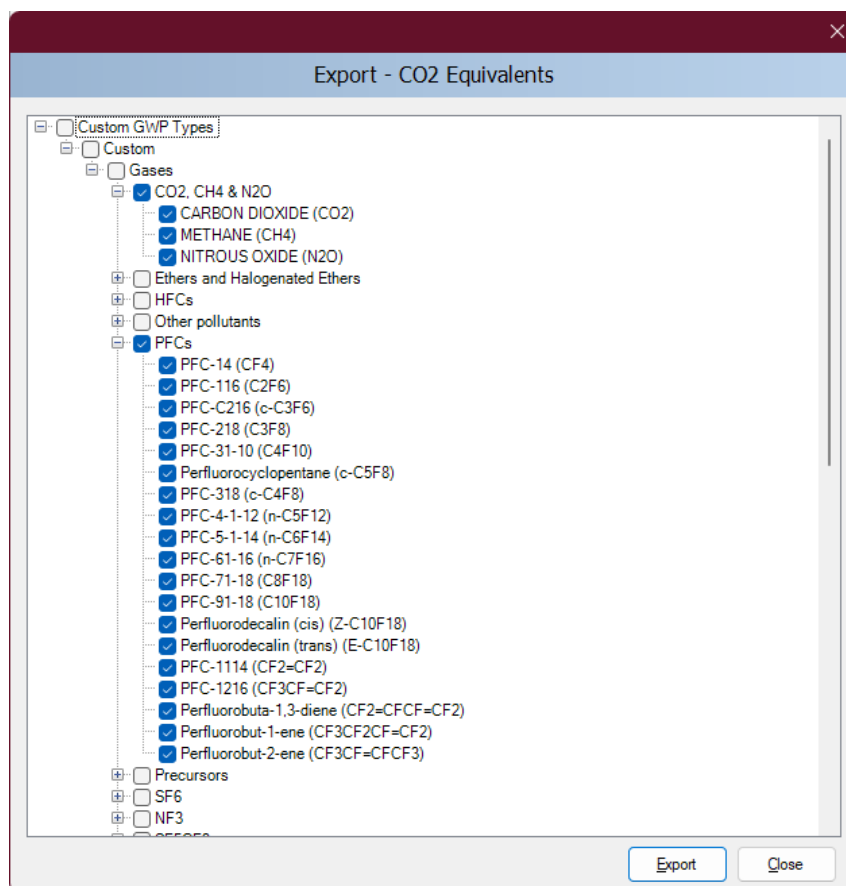 Export - CO2 Equivalents
Custom GWP Types
Custom
Gases
CO2, CH4 & N2O
CARBON DIOXIDE (CO2)
METHANE (CH4)
NITROUS OXIDE (N2O)
Ethers and Halogenated Ethers
HFCs
Other pollutants
PFCs
PFC-14 (CF4)
PFC-116 (C2F6)
PFC-C216 (c-C3F6)
PFC-218 (C3F8)
PFC-31-10 (C4F10)
Perfluorocyclopentane (c-C5F8)
PFC-318 (c-C4F8)
PFC-4-1-12 (n-C5F12)
PFC-5-1-14 (n-C6F14)
PFC-61-16 (n-C7F16)
PFC-71-18 (C8F18)
PFC-91-18 (C10F18)
Perfluorodecalin (cis) (Z-C10F18)
Perfluorodecalin (trans) (E-C10F18)
PFC-1114 (CF2=CF2)
PFC-1216 (CF3CF=CF2)
Perfluorobuta-1,3-diene (CF2=CFCF=CF2)
Perfluorobut-1-ene (CF3CF2CF=CF2)
Perfluorobut-2-ene (CF3CF=CFCF3)
Precursors
SF6
NF3
Export Close